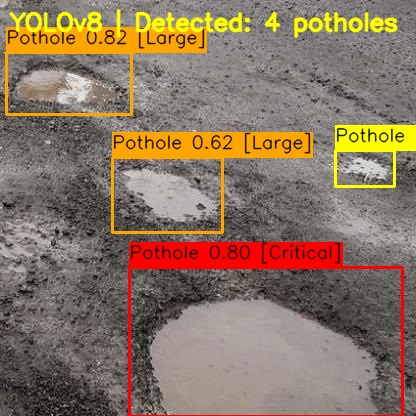 YOLOv8 | Detected: 4 potholes
Pothole 0.82 [Large]
Pothole
Pothole 0.62 [Large]
Pothole 0.80 [Critical]